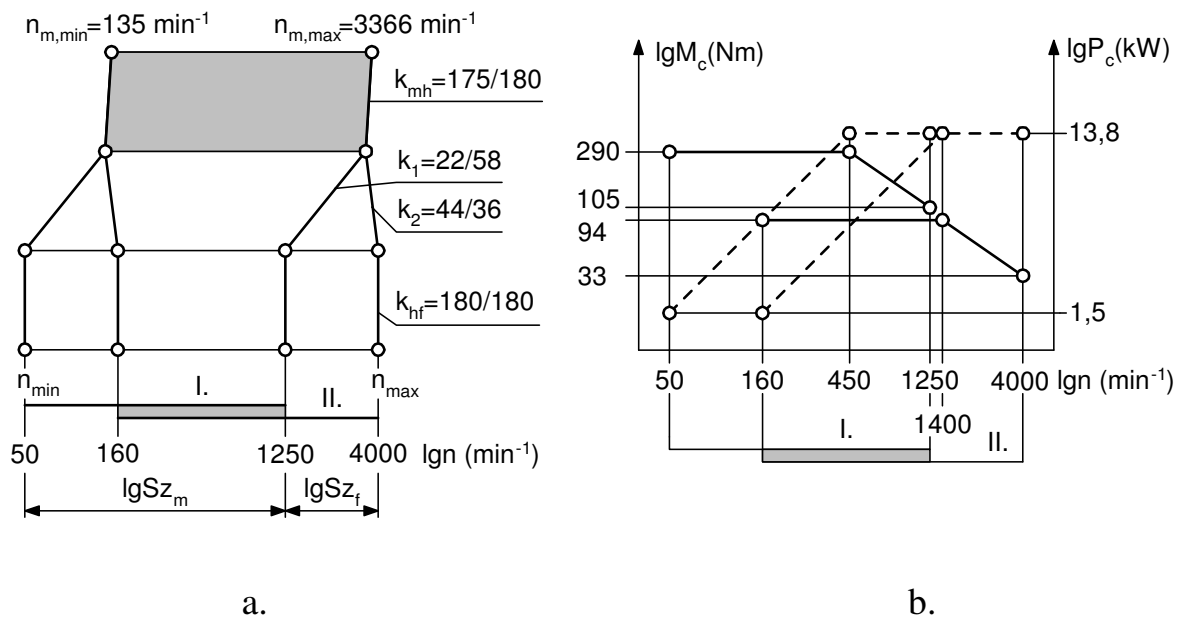 n_m,min=135 min⁻¹ n_m,max=3366 min⁻¹
k_mh=175/180
k₁=22/58
k₂=44/36
k_hf=180/180
n_min I. II. n_max
50 160 1250 4000 lgn (min⁻¹)
lgSz_m lgSz_f
a.
lgM_c(Nm) lgP_c(kW)
13,8
290
105
94
33
1,5
50 160 450 1250 4000 lgn (min⁻¹)
1400
I. II.
b.